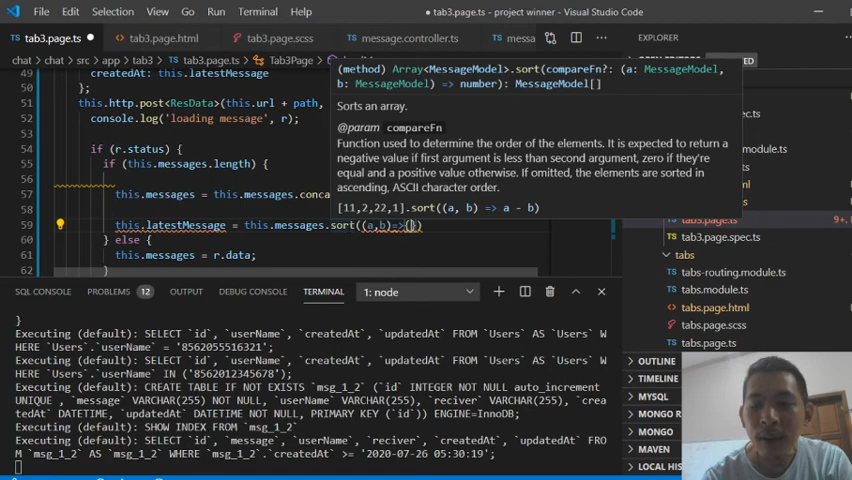 File Edit Selection View Go Run Terminal Help
● tab3.page.ts - project winner - Visual Studio Code
tab3.page.ts ● tab3.page.html tab3.page.scss message.controller.ts messa
EXPLORER
chat > chat > src > app > tab3 > tab3.page.ts > Tab3Page >
49 createdAt: this.latestMessage
50 };
51 this.http.post<ResData>(this.url + path,
52 console.log('loading message', r);
53
54 if (r.status) {
55 if (this.messages.length) {
56
57 this.messages = this.messages.conca
58
59 this.latestMessage = this.messages.sort((a,b)=>{})
60 } else {
61 this.messages = r.data;
62 }
(method) Array<MessageModel>.sort(compareFn?: (a: MessageModel,
b: MessageModel) => number): MessageModel[]
Sorts an array.
@param compareFn
Function used to determine the order of the elements. It is expected to return a
negative value if first argument is less than second argument, zero if they're
equal and a positive value otherwise. If omitted, the elements are sorted in
ascending, ASCII character order.
[11,2,22,1].sort((a, b) => a - b)
9+
tab3.page.spec.ts
tabs
tabs-routing.module.ts
tabs.module.ts
tabs.page.html
tabs.page.scss
tabs.page.ts
OUTLINE
TIMELINE
MYSQL
MONGO
MONGO
MAVEN
LOCAL HIS
SQL CONSOLE PROBLEMS 12 OUTPUT DEBUG CONSOLE TERMINAL 1: node
}
Executing (default): SELECT `id`, `userName`, `createdAt`, `updatedAt` FROM `Users` AS `Users` W
HERE `Users`.`userName` = '8562055516321';
Executing (default): SELECT `id`, `userName`, `createdAt`, `updatedAt` FROM `Users` AS `Users` W
HERE `Users`.`userName` IN ('8562012345678');
Executing (default): CREATE TABLE IF NOT EXISTS `msg_1_2` (`id` INTEGER NOT NULL auto_increment
UNIQUE , `message` VARCHAR(255) NOT NULL, `userName` VARCHAR(255), `reciver` VARCHAR(255), `crea
tedAt` DATETIME, `updatedAt` DATETIME NOT NULL, PRIMARY KEY (`id`)) ENGINE=InnoDB;
Executing (default): SHOW INDEX FROM `msg_1_2`
Executing (default): SELECT `id`, `message`, `userName`, `reciver`, `createdAt`, `updatedAt` FRO
M `msg_1_2` AS `msg_1_2` WHERE `msg_1_2`.`createdAt` >= '2020-07-26 05:30:19';